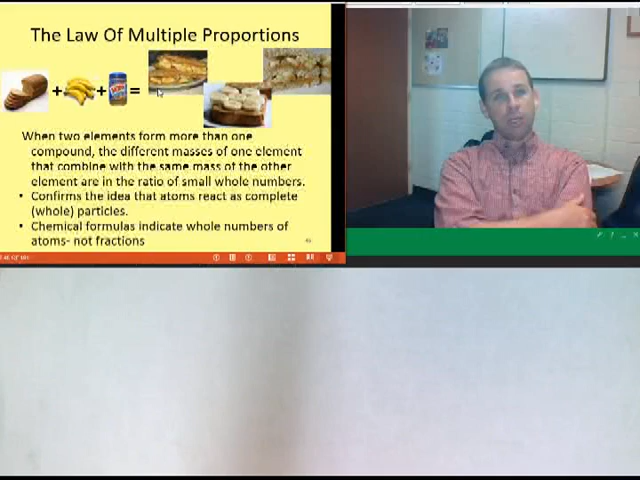 The Law Of Multiple Proportions
+ + =
When two elements form more than one
compound, the different masses of one element
that combine with the same mass of the other
element are in the ratio of small whole numbers.
• Confirms the idea that atoms react as complete
(whole) particles.
• Chemical formulas indicate whole numbers of
atoms- not fractions